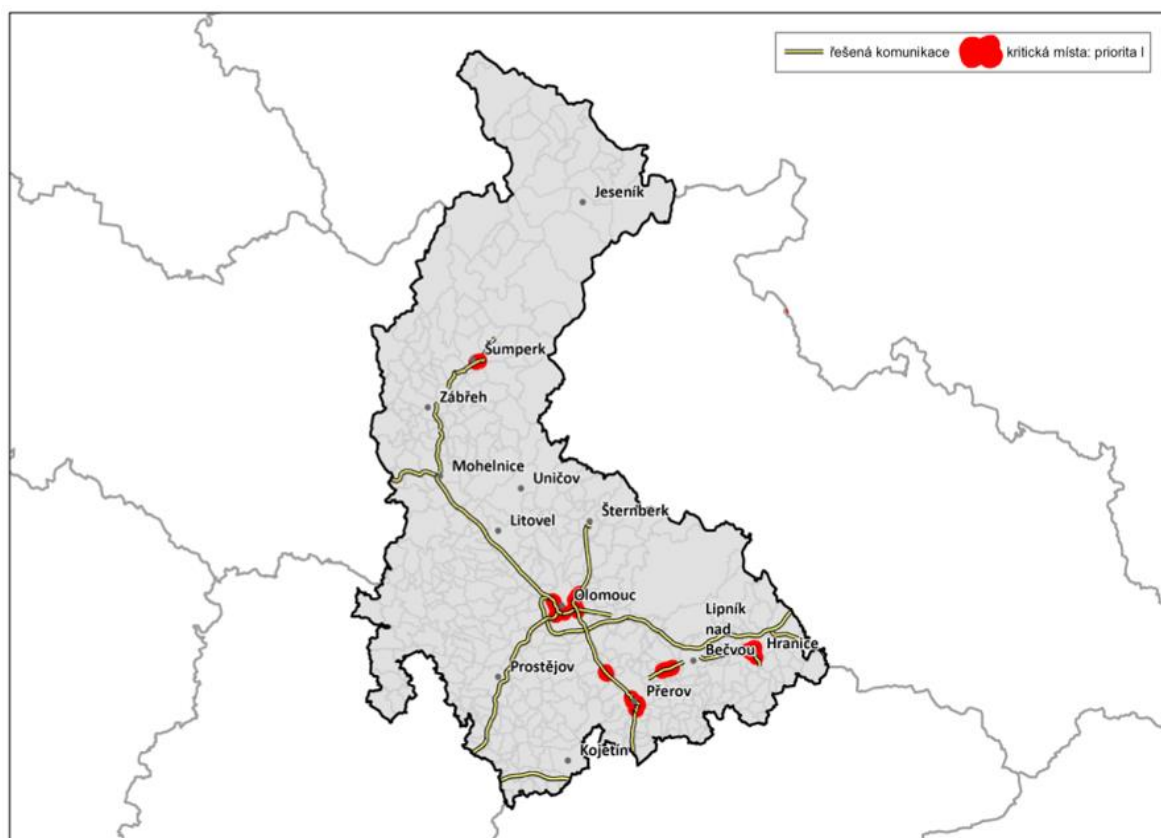 řešená komunikace
kritická místa: priorita I
Jeseník
Šumperk
Zábřeh
Mohelnice
Uničov
Šternberk
Litovel
Olomouc
Lipník
nad
Bečvou
Hranice
Prostějov
Přerov
Kojetín